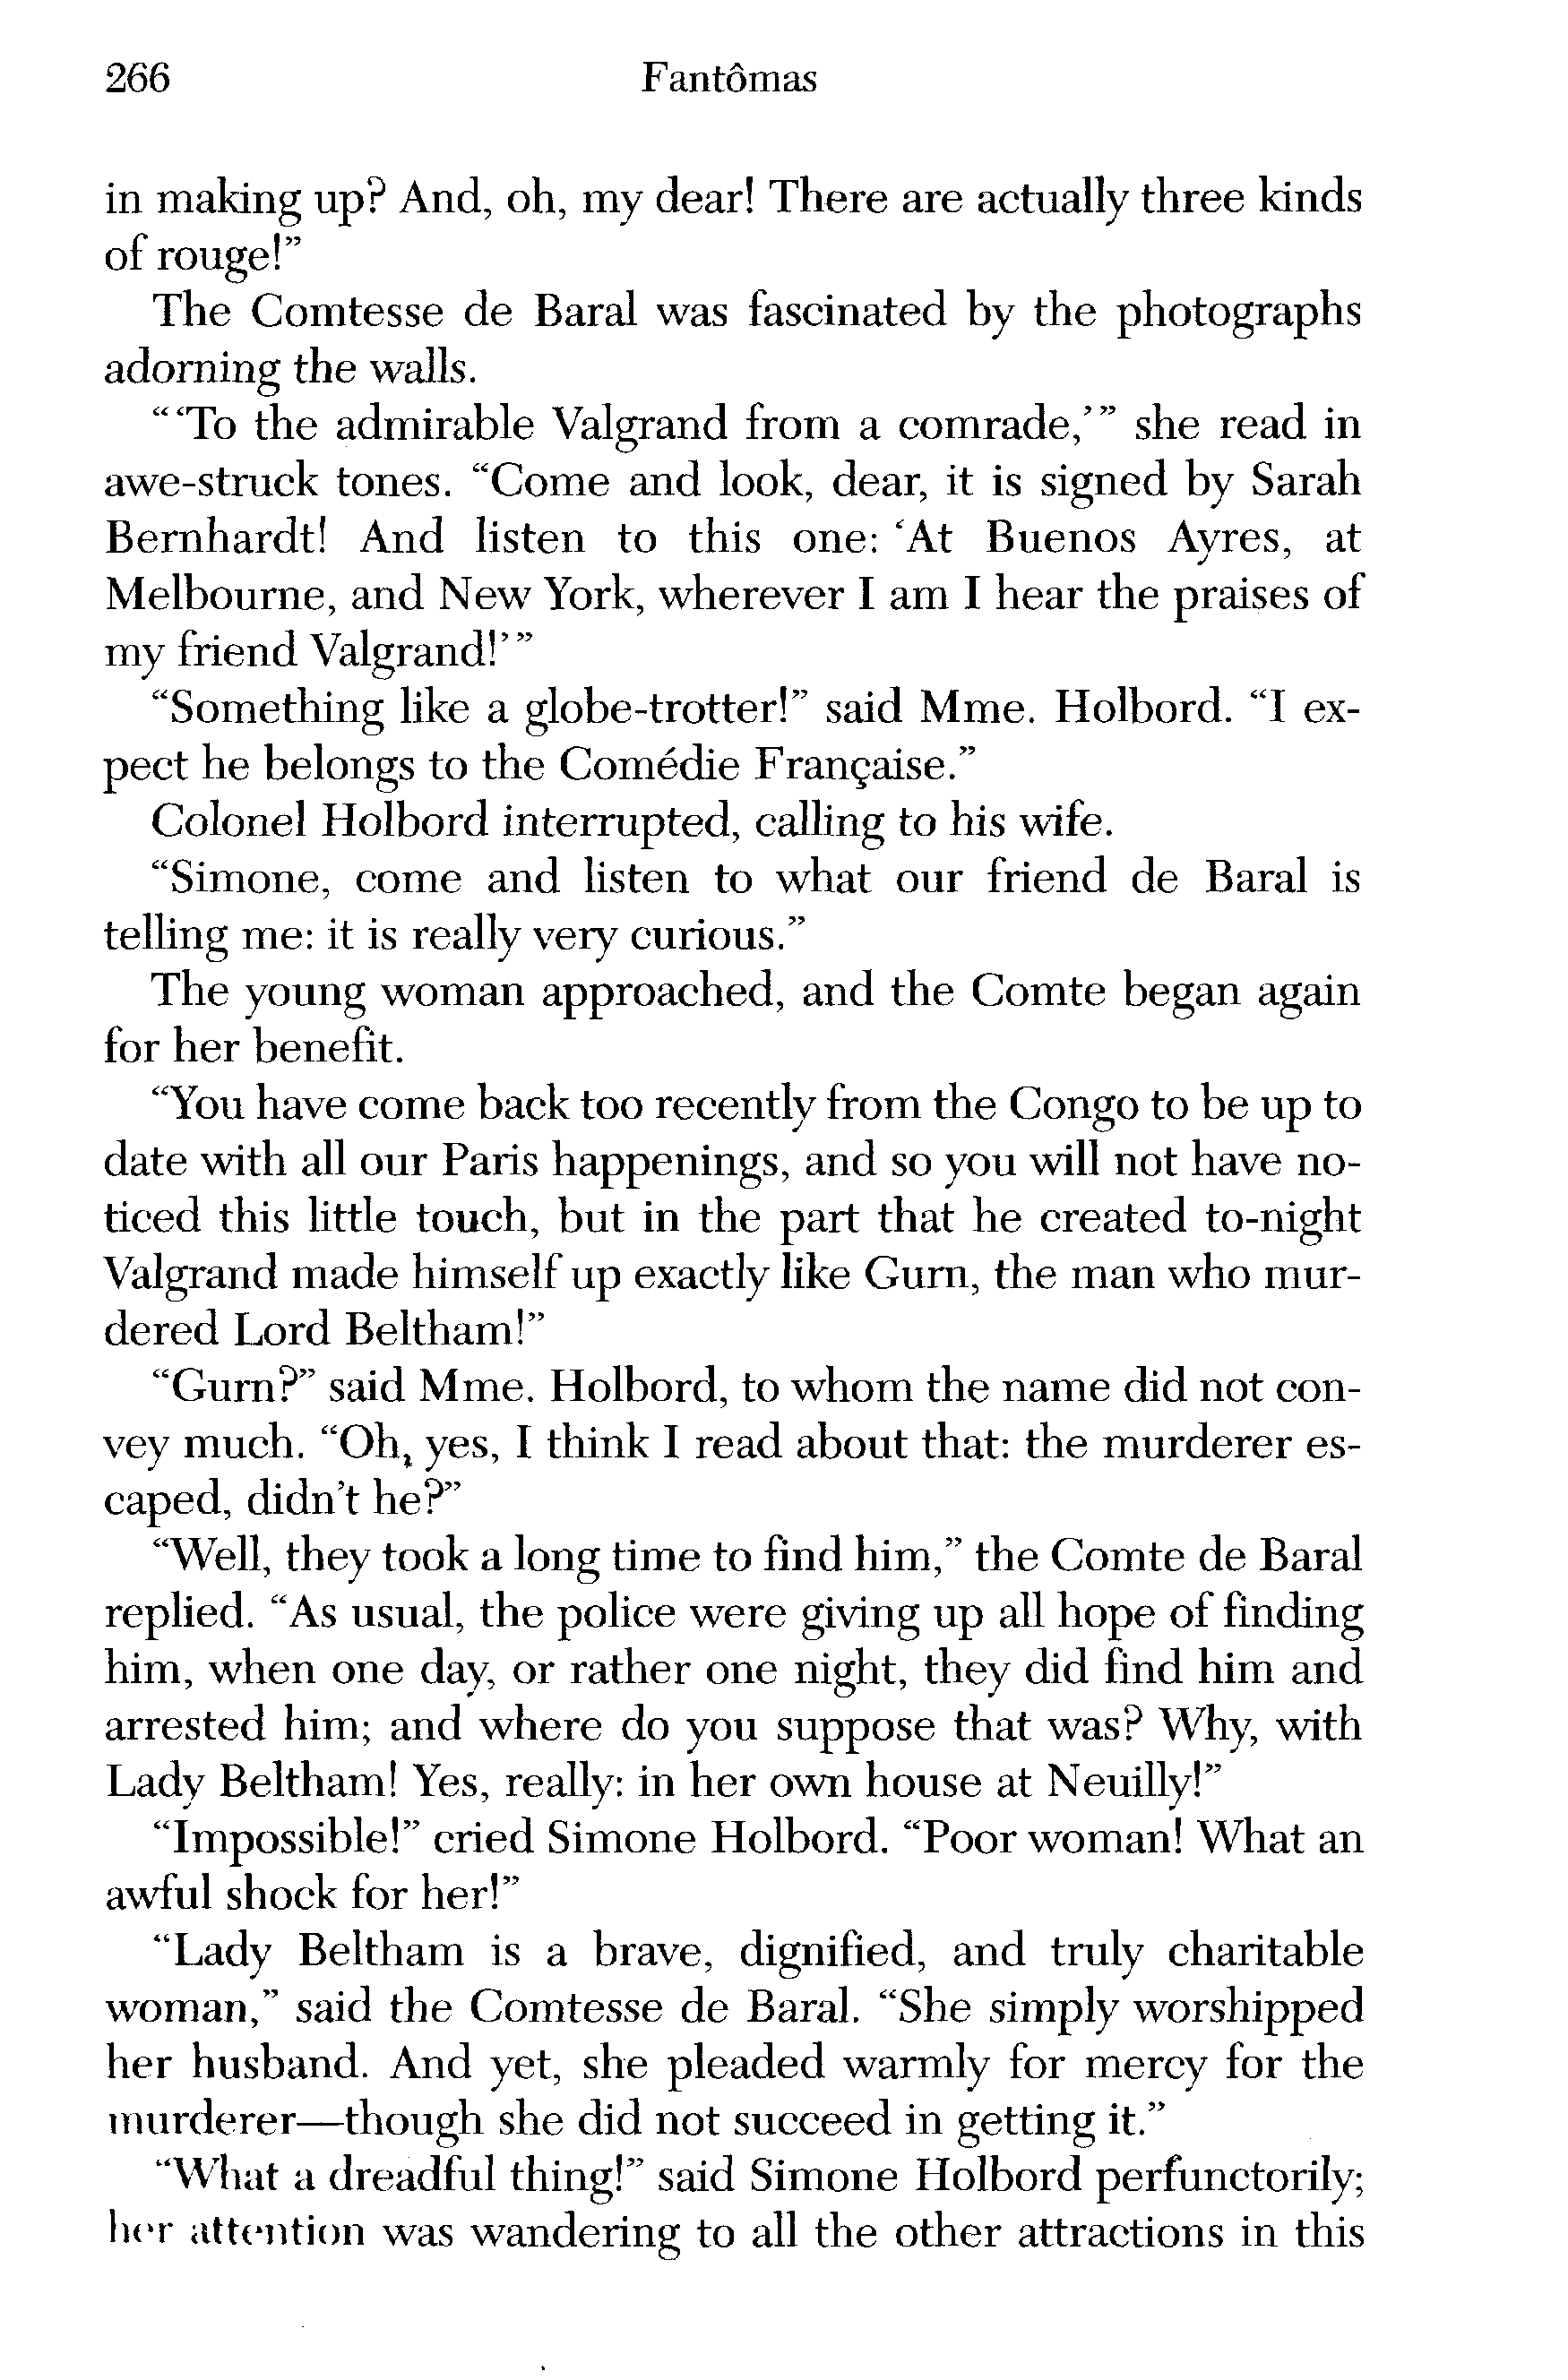 266 Fantômas
in making up? And, oh, my dear! There are actually three kinds
of rouge!”
The Comtesse de Baral was fascinated by the photographs
adorning the walls.
“‘To the admirable Valgrand from a comrade,’” she read in
awe-struck tones. “Come and look, dear, it is signed by Sarah
Bernhardt! And listen to this one: ‘At Buenos Ayres, at
Melbourne, and New York, wherever I am I hear the praises of
my friend Valgrand!’”
“Something like a globe-trotter!” said Mme. Holbord. “I ex-
pect he belongs to the Comédie Française.”
Colonel Holbord interrupted, calling to his wife.
“Simone, come and listen to what our friend de Baral is
telling me: it is really very curious.”
The young woman approached, and the Comte began again
for her benefit.
“You have come back too recently from the Congo to be up to
date with all our Paris happenings, and so you will not have no-
ticed this little touch, but in the part that he created to-night
Valgrand made himself up exactly like Gurn, the man who mur-
dered Lord Beltham!”
“Gurn?” said Mme. Holbord, to whom the name did not con-
vey much. “Oh, yes, I think I read about that: the murderer es-
caped, didn’t he?”
“Well, they took a long time to find him,” the Comte de Baral
replied. “As usual, the police were giving up all hope of finding
him, when one day, or rather one night, they did find him and
arrested him; and where do you suppose that was? Why, with
Lady Beltham! Yes, really: in her own house at Neuilly!”
“Impossible!” cried Simone Holbord. “Poor woman! What an
awful shock for her!”
“Lady Beltham is a brave, dignified, and truly charitable
woman,” said the Comtesse de Baral. “She simply worshipped
her husband. And yet, she pleaded warmly for mercy for the
murderer—though she did not succeed in getting it.”
“What a dreadful thing!” said Simone Holbord perfunctorily;
her attention was wandering to all the other attractions in this